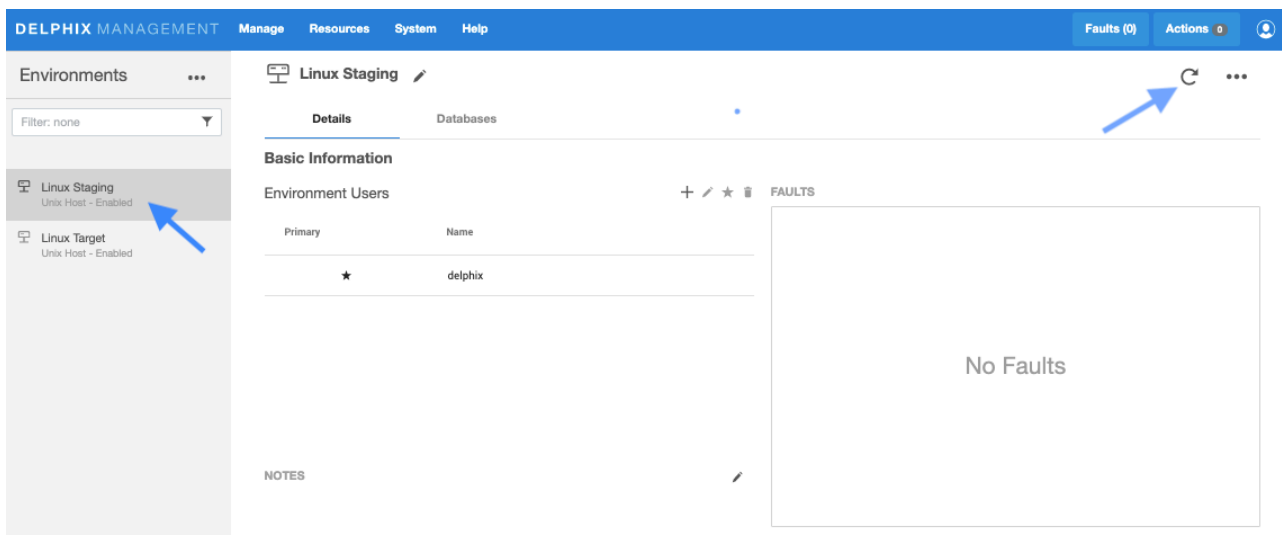 DELPHIX MANAGEMENT Manage Resources System Help Faults (0) Actions 0
Environments
Linux Staging
Filter: none
Details Databases
Basic Information
Linux Staging
Unix Host - Enabled
Environment Users
FAULTS
Primary Name
Linux Target
Unix Host - Enabled
delphix
No Faults
NOTES